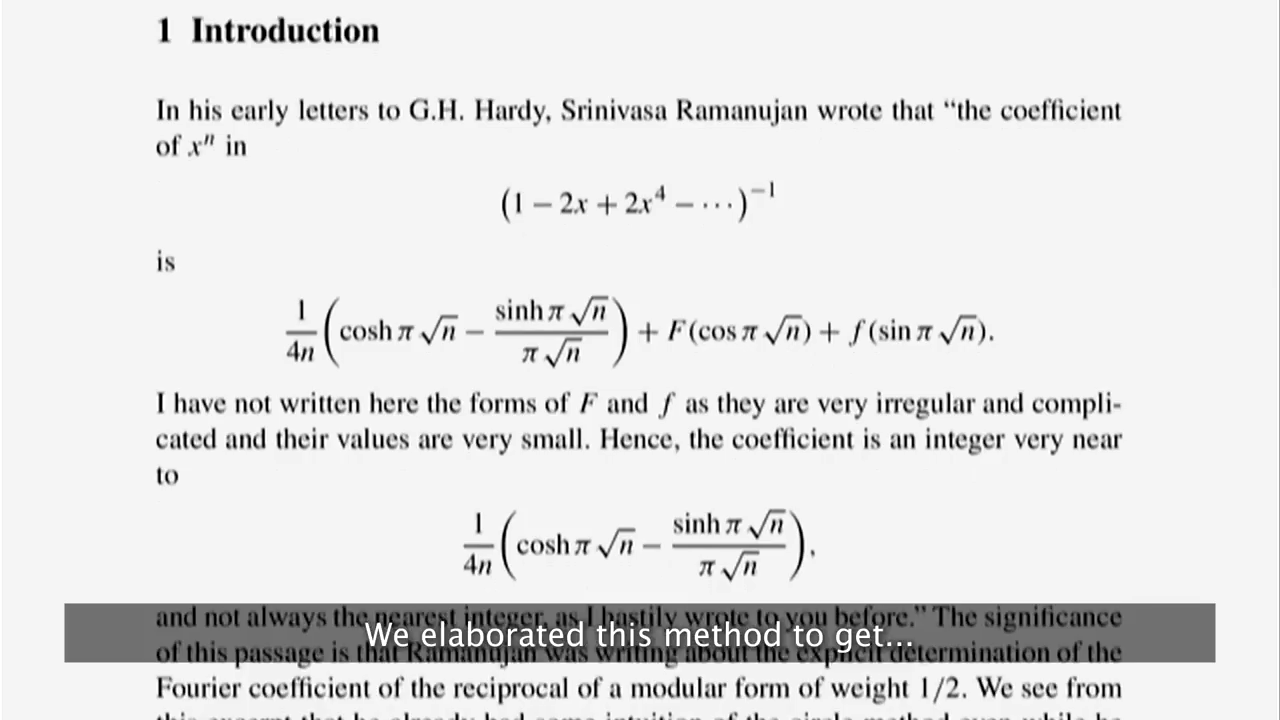 1 Introduction
In his early letters to G.H. Hardy, Srinivasa Ramanujan wrote that “the coefficient
of xⁿ in
(1 − 2x + 2x⁴ − ···)⁻¹
is
1/4n (cosh π√n − sinh π√n / π√n) + F(cos π√n) + f(sin π√n).
I have not written here the forms of F and f as they are very irregular and compli-
cated and their values are very small. Hence, the coefficient is an integer very near
to
1/4n (cosh π√n − sinh π√n / π√n),
and not always the nearest integer, as I hastily wrote to you before.” The significance
We elaborated this method to get...
of this passage is that Ramanujan was writing about the explicit determination of the
Fourier coefficient of the reciprocal of a modular form of weight 1/2. We see from